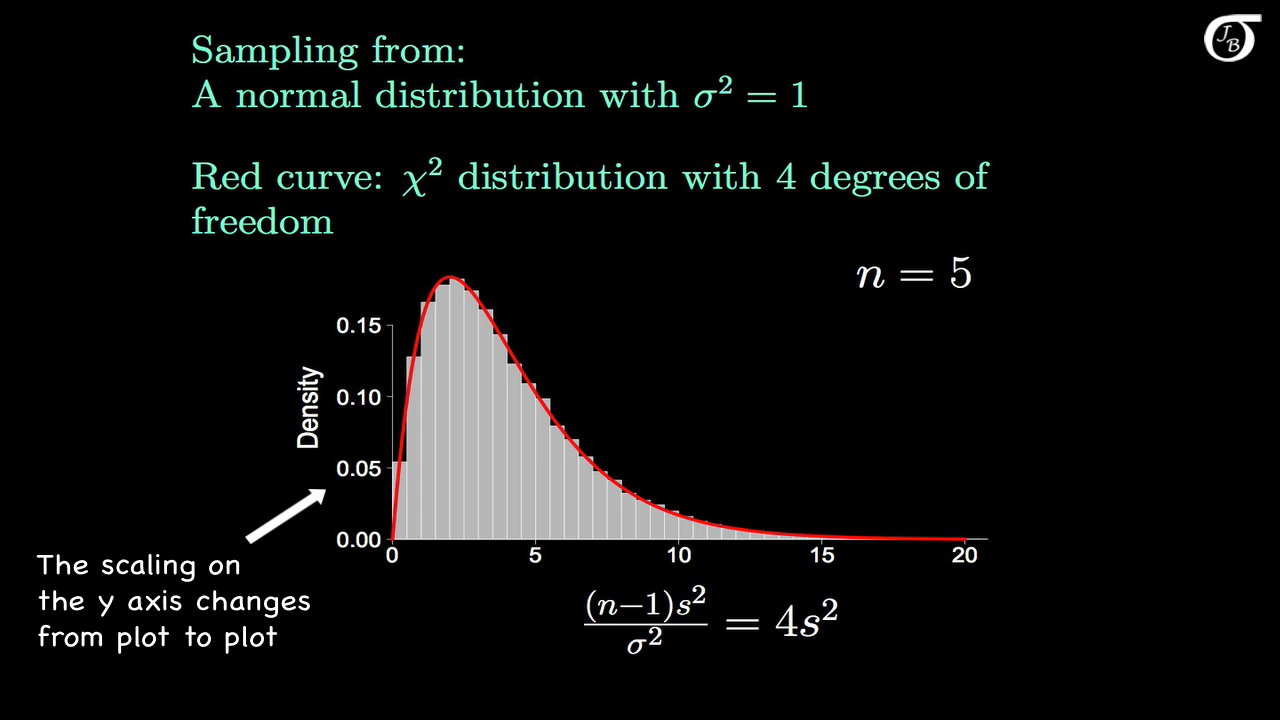 Sampling from:
A normal distribution with σ² = 1
Red curve: χ² distribution with 4 degrees of
freedom
n = 5
0.15
0.10
0.05
0.00
Density
0 5 10 15 20
The scaling on
the y axis changes
from plot to plot
(n−1)s²/σ² = 4s²
JB